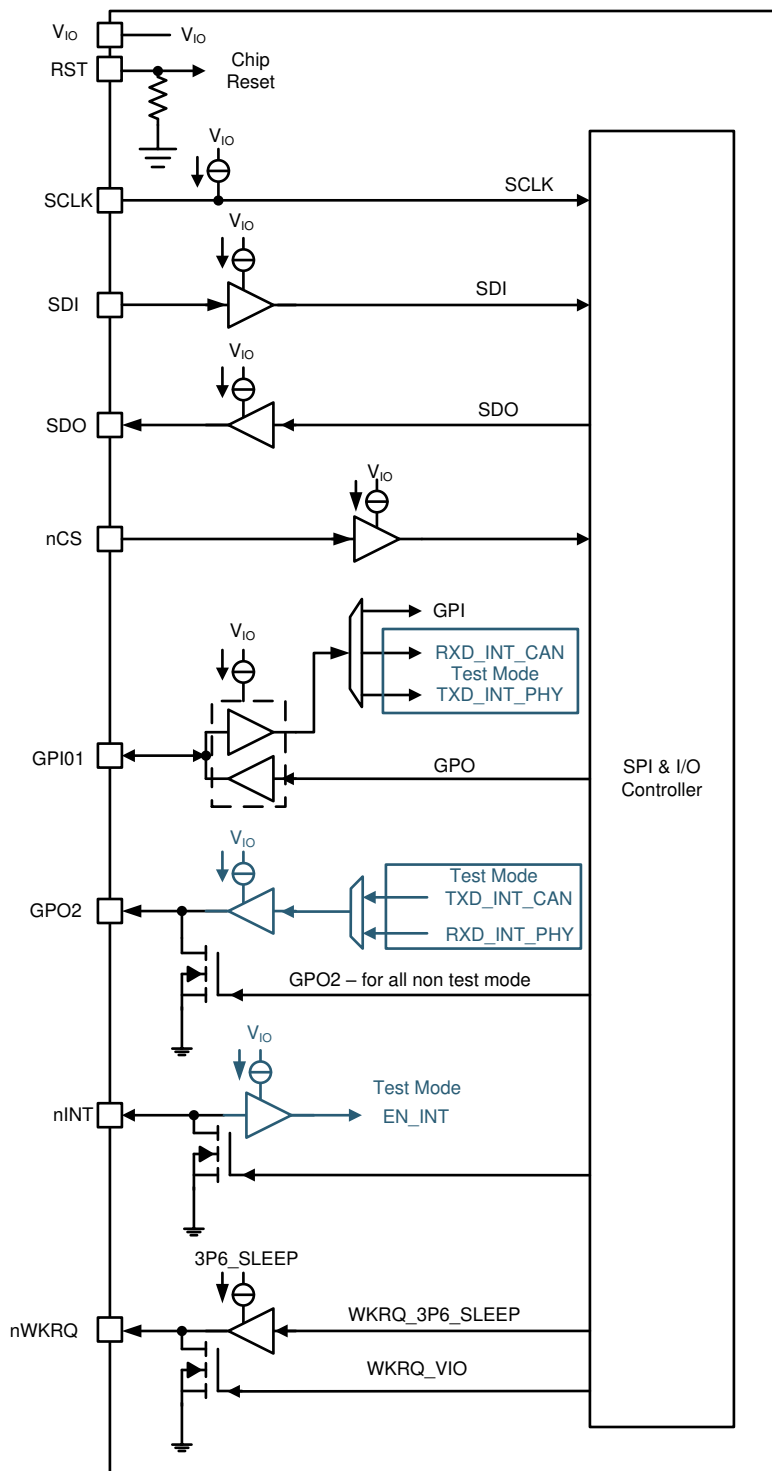 VIO VIO
RST Chip Reset
VIO
SCLK SCLK
VIO
SDI SDI
VIO
SDO SDO
VIO
nCS
GPI
VIO
RXD_INT_CAN
Test Mode
TXD_INT_PHY
GPI01 GPO
SPI & I/O
Controller
VIO
Test Mode
TXD_INT_CAN
GPO2
RXD_INT_PHY
GPO2 – for all non test mode
VIO
Test Mode
nINT EN_INT
3P6_SLEEP
nWKRQ WKRQ_3P6_SLEEP
WKRQ_VIO